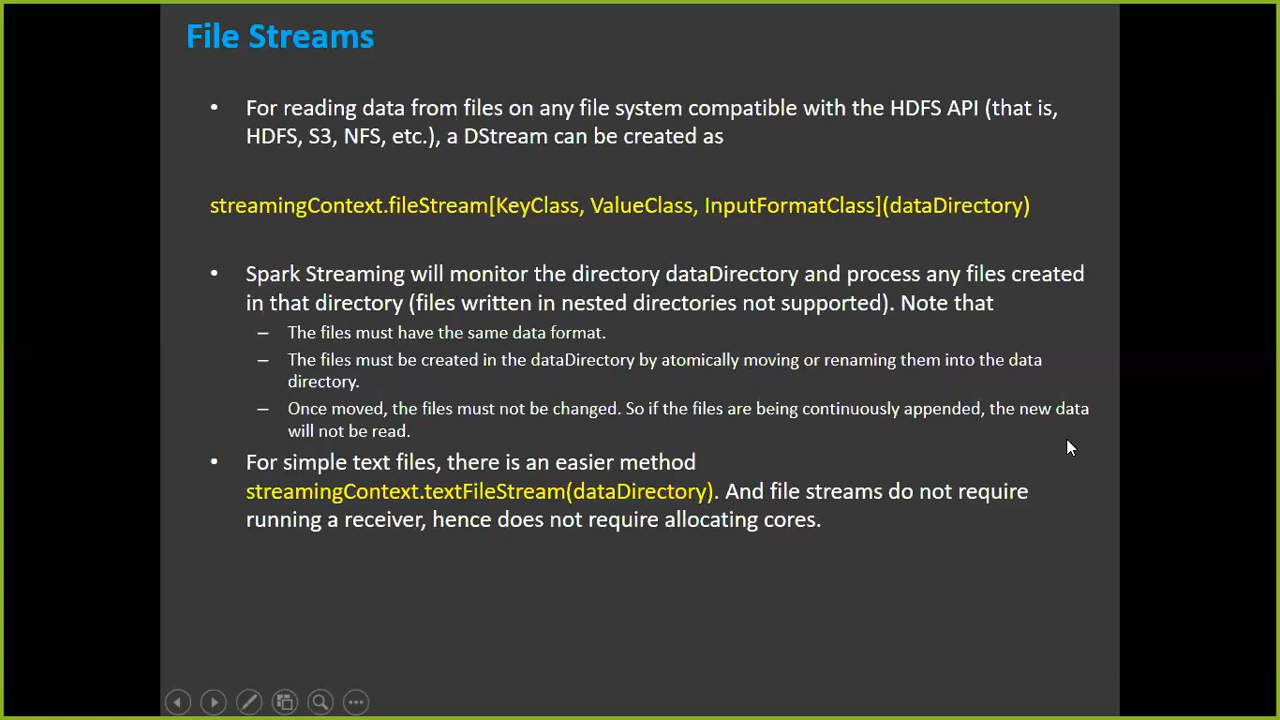 File Streams
• For reading data from files on any file system compatible with the HDFS API (that is,
HDFS, S3, NFS, etc.), a DStream can be created as
streamingContext.fileStream[KeyClass, ValueClass, InputFormatClass](dataDirectory)
• Spark Streaming will monitor the directory dataDirectory and process any files created
in that directory (files written in nested directories not supported). Note that
– The files must have the same data format.
– The files must be created in the dataDirectory by atomically moving or renaming them into the data
directory.
– Once moved, the files must not be changed. So if the files are being continuously appended, the new data
will not be read.
• For simple text files, there is an easier method
streamingContext.textFileStream(dataDirectory). And file streams do not require
running a receiver, hence does not require allocating cores.